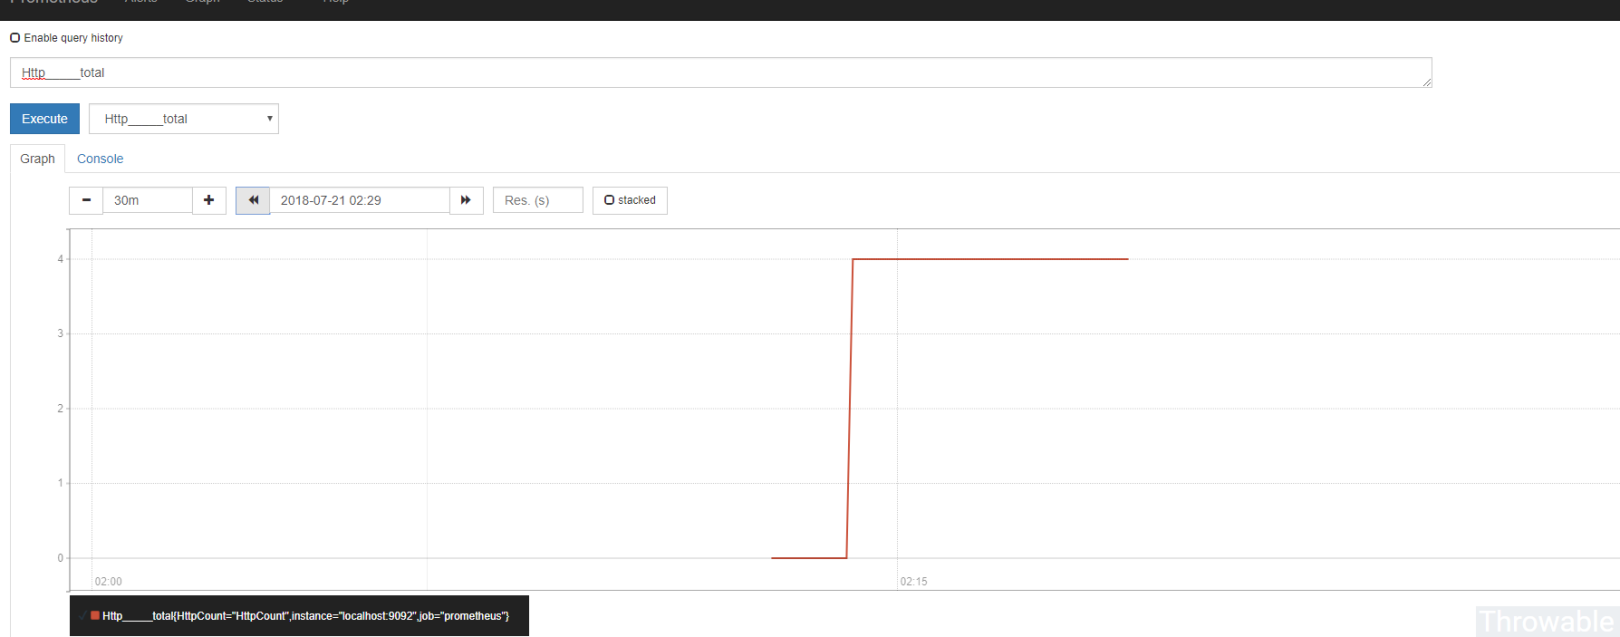 Prometheus Alerts Graph Status Help
Enable query history
Http_____total
Execute Http_____total
Graph Console
30m 2018-07-21 02:29 Res. (s) stacked
4
3
2
1
0
02:00 02:15
Http_____total{HttpCount="HttpCount",instance="localhost:9092",job="prometheus"}
Throwable